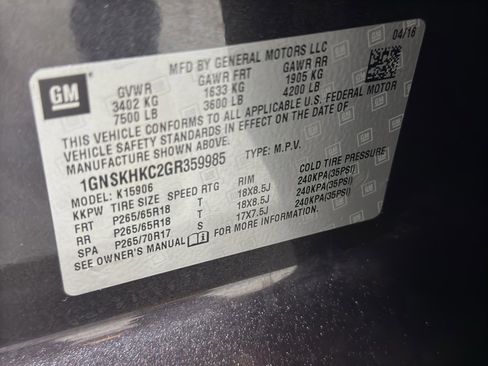 GM
MFD BY GENERAL MOTORS LLC 04/16
GVWR GAWR FRT GAWR RR
3402 KG 1633 KG 1905 KG
7500 LB 3600 LB 4200 LB
THIS VEHICLE CONFORMS TO ALL APPLICABLE U.S. FEDERAL MOTOR
VEHICLE SAFETY STANDARDS IN EFFECT ON THE DATE OF
MANUFACTURE SHOWN ABOVE.
1GNSKHKC2GR359985 TYPE: M.P.V.
MODEL: K15906
KKPW TIRE SIZE SPEED RTG RIM COLD TIRE PRESSURE
FRT P265/65R18 T 18X8.5J 240KPA(35PSI)
RR P265/65R18 T 18X8.5J 240KPA(35PSI)
SPA P265/70R17 S 17X7.5J 240KPA(35PSI)
SEE OWNER'S MANUAL FOR MORE INFORMATION.